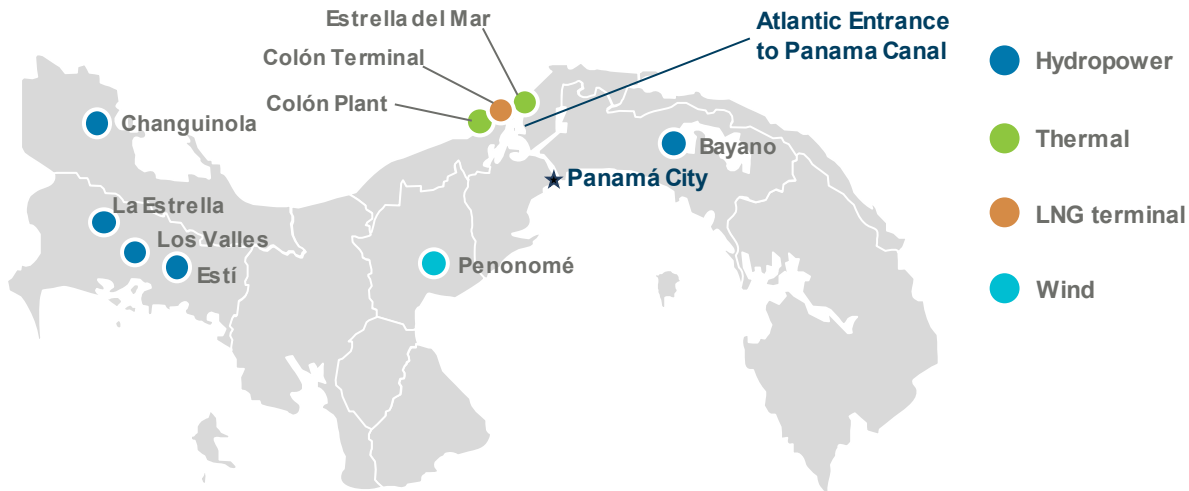 Estrella del Mar
Colón Terminal
Colón Plant
Atlantic Entrance
to Panama Canal
Changuinola
Bayano
Panamá City
La Estrella
Los Valles
Estí
Penonomé
Hydropower
Thermal
LNG terminal
Wind